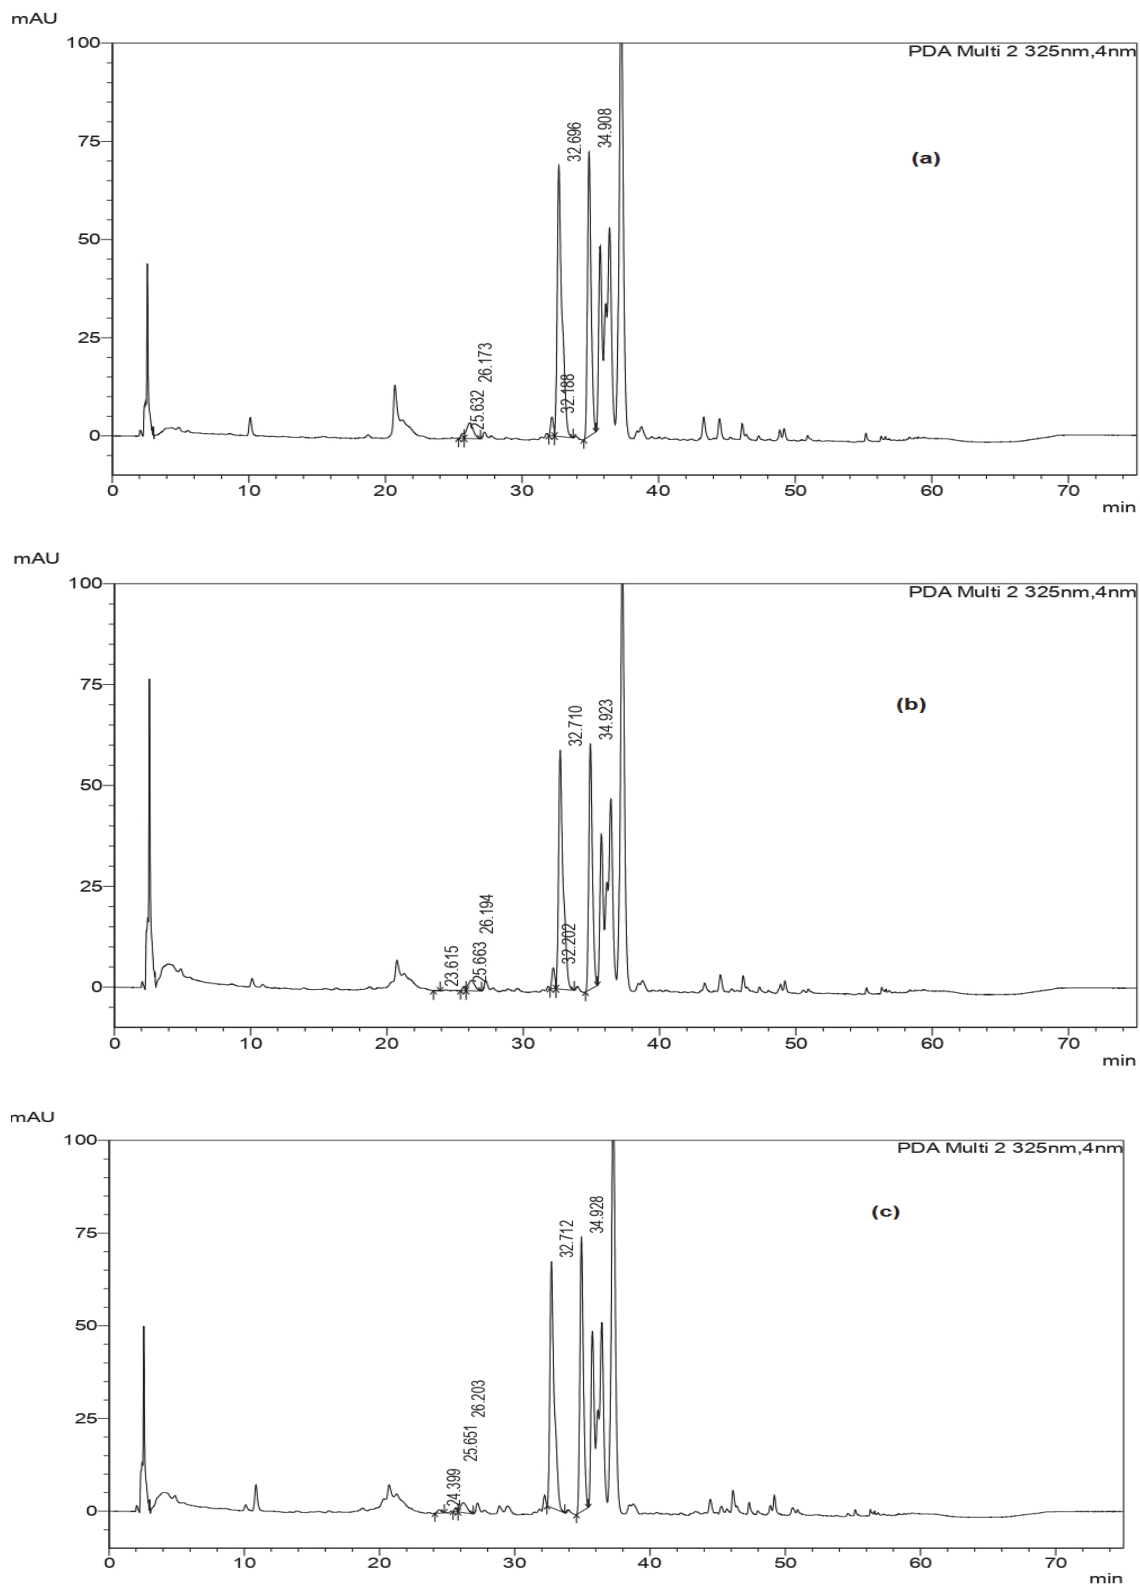 mAU
100
PDA Multi 2 325nm,4nm
75
32.696
34.908
(a)
50
25
25.632
26.173
32.188
0
0 10 20 30 40 50 60 70
min
mAU
100
PDA Multi 2 325nm,4nm
75
32.710
34.923
(b)
50
25
23.615
25.663
26.194
32.202
0
0 10 20 30 40 50 60 70
min
mAU
100
PDA Multi 2 325nm,4nm
75
32.712
34.928
(c)
50
25
24.399
25.651
26.203
0
0 10 20 30 40 50 60 70
min